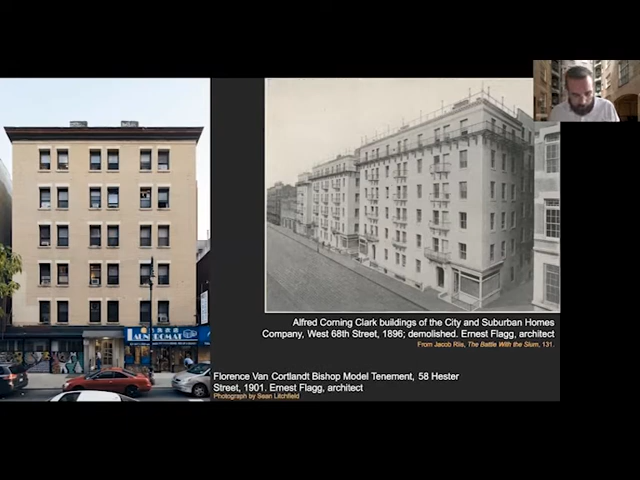 Alfred Corning Clark buildings of the City and Suburban Homes
Company, West 68th Street, 1896; demolished. Ernest Flagg, architect
From Jacob Riis, The Battle With the Slum, 131.
LAUNDROMAT
Florence Van Cortlandt Bishop Model Tenement, 58 Hester
Street, 1901. Ernest Flagg, architect
Photograph by Sean Litchfield